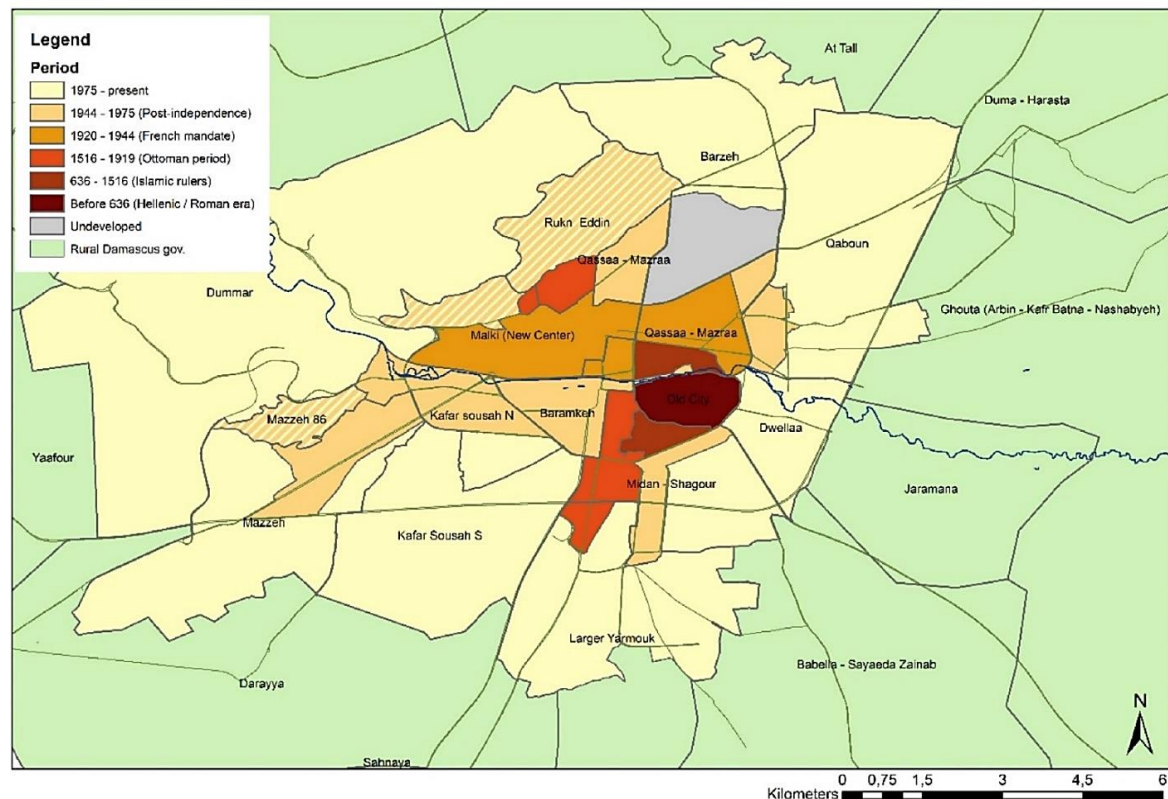 Legend
Period
1975 - present
1944 - 1975 (Post-independence)
1920 - 1944 (French mandate)
1516 - 1919 (Ottoman period)
636 - 1516 (Islamic rulers)
Before 636 (Hellenic / Roman era)
Undeveloped
Rural Damascus gov.
At Tall
Duma - Harasta
Barzeh
Rukn Eddin
Qaboun
Qassaa - Mazraa
Dummar
Ghouta (Arbin - Kafr Batna - Nashabyeh)
Malki (New Center)
Qassaa - Mazraa
Old City
Mazzeh 86
Kafar sousah N
Baramkeh
Dwellaa
Yaafour
Midan - Shagour
Jaramana
Mazzeh
Kafar Sousah S
Larger Yarmouk
Babella - Sayaeda Zainab
Darayya
Sahnaya
N
0 0,75 1,5 3 4,5 6
Kilometers